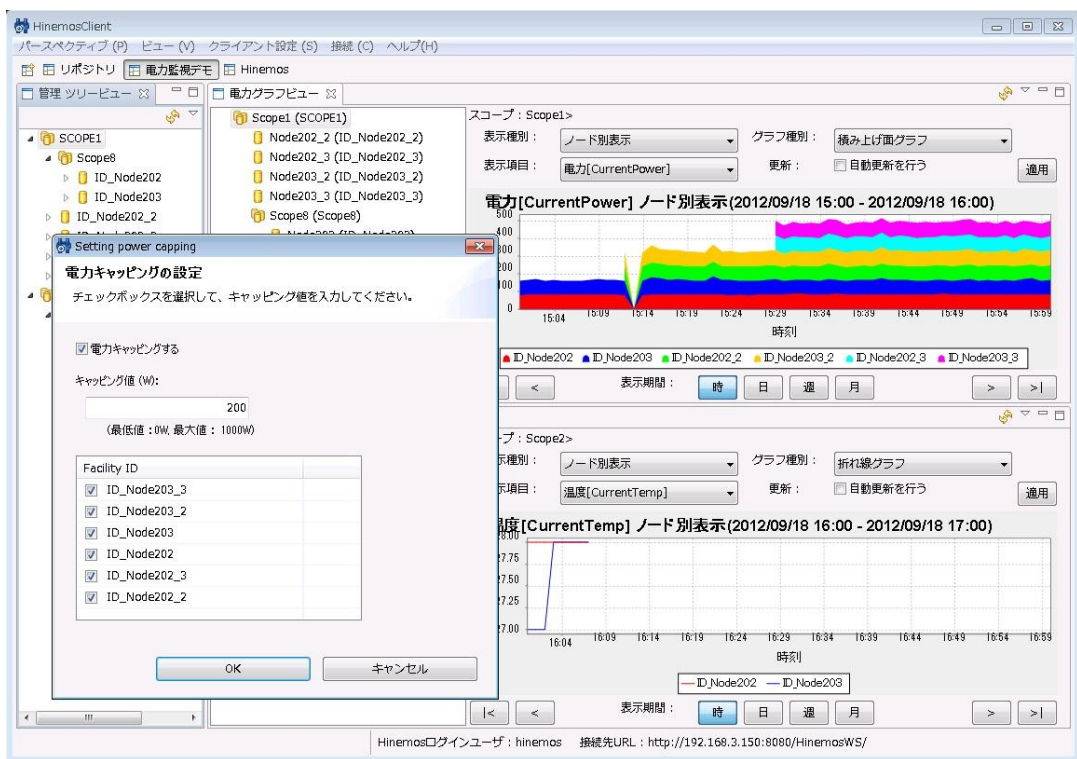 HinemosClient
パースペクティブ (P) ビュー (V) クライアント設定 (S) 接続 (C) ヘルプ(H)
リポジトリ 電力監視デモ Hinemos
管理 ツリービュー
SCOPE1
Scope8
ID_Node202
ID_Node203
ID_Node202_2
電力グラフビュー
Scope1 (SCOPE1)
Node202_2 (ID_Node202_2)
Node202_3 (ID_Node202_3)
Node203_2 (ID_Node203_2)
Node203_3 (ID_Node203_3)
Scope8 (Scope8)
スコープ : Scope1>
表示種別 : ノード別表示 グラフ種別 : 積み上げ面グラフ
表示項目 : 電力[CurrentPower] 更新 : 自動更新を行う 適用
電力[CurrentPower] ノード別表示(2012/09/18 15:00 - 2012/09/18 16:00)
500
400
300
200
100
0
15:04 15:09 15:14 15:19 15:24 15:29 15:34 15:39 15:44 15:49 15:54 15:59
時刻
ID_Node202 ID_Node203 ID_Node202_2 ID_Node203_2 ID_Node202_3 ID_Node203_3
< 表示期間 : 時 日 週 月 > >|
Setting power capping
電力キャッピングの設定
チェックボックスを選択して、キャッピング値を入力してください。
電力キャッピングする
キャッピング値 (W):
200
(最低値 : 0W, 最大値 : 1000W)
Facility ID
ID_Node203_3
ID_Node203_2
ID_Node203
ID_Node202
ID_Node202_3
ID_Node202_2
OK キャンセル
プ : Scope2>
示種別 : ノード別表示 グラフ種別 : 折れ線グラフ
示項目 : 温度[CurrentTemp] 更新 : 自動更新を行う 適用
温度[CurrentTemp] ノード別表示(2012/09/18 16:00 - 2012/09/18 17:00)
28.00
27.75
27.50
27.25
27.00
16:04 16:09 16:14 16:19 16:24 16:29 16:34 16:39 16:44 16:49 16:54 16:59
時刻
ID_Node202 ID_Node203
|< < 表示期間 : 時 日 週 月 > >|
Hinemosログインユーザ : hinemos 接続先URL : http://192.168.3.150:8080/HinemosWS/